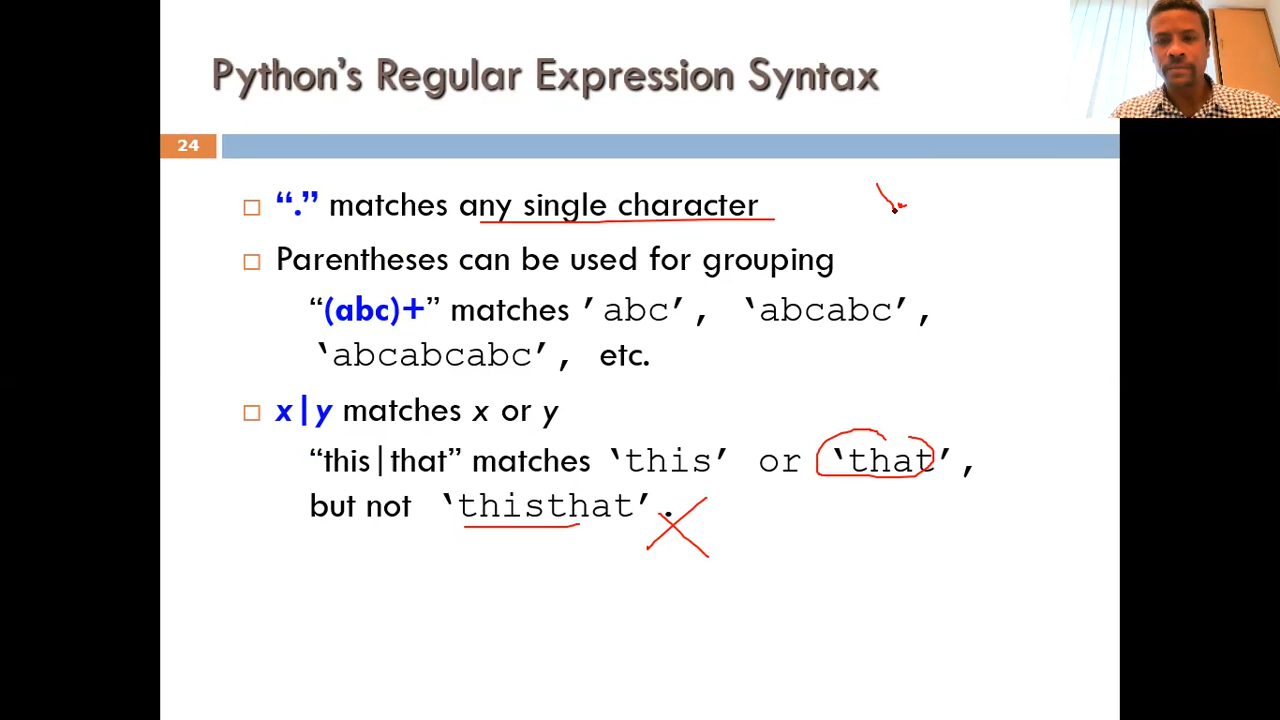 Python’s Regular Expression Syntax
24
“.” matches any single character
Parentheses can be used for grouping
“(abc)+” matches ’abc’, ‘abcabc’,
‘abcabcabc’, etc.
x|y matches x or y
“this|that” matches ‘this’ or ‘that’,
but not ‘thisthat’.